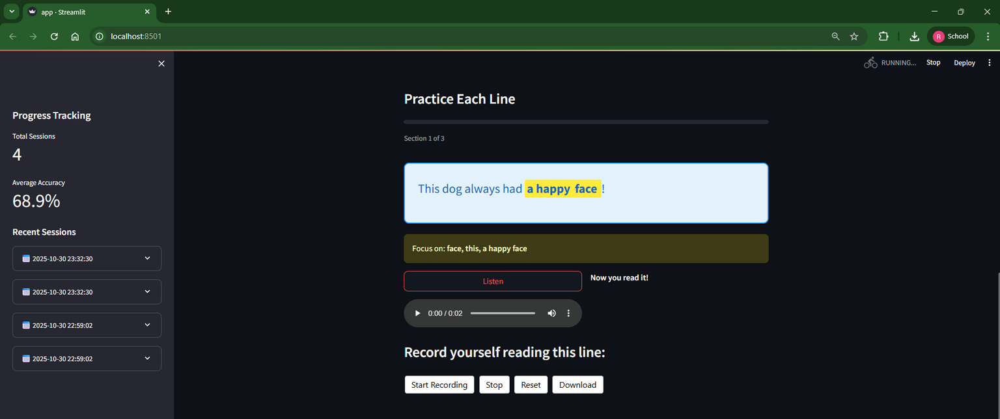 app · Streamlit
localhost:8501
R School
RUNNING... Stop Deploy
Progress Tracking
Total Sessions
4
Average Accuracy
68.9%
Recent Sessions
2025-10-30 23:32:30
2025-10-30 23:32:30
2025-10-30 22:59:02
2025-10-30 22:59:02
Practice Each Line
Section 1 of 3
This dog always had a happy face !
Focus on: face, this, a happy face
Listen
Now you read it!
0:00 / 0:02
Record yourself reading this line:
Start Recording Stop Reset Download